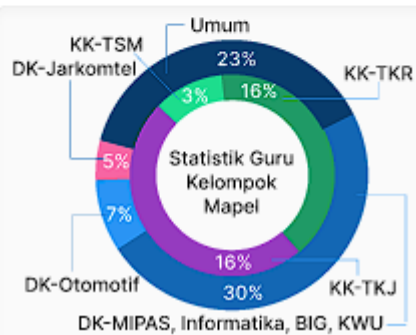 Umum
KK-TSM
23%
DK-Jarkomtel
KK-TKR
3%
16%
Statistik Guru
Kelompok
Mapel
5%
7%
16%
DK-Otomotif
KK-TKJ
30%
DK-MIPAS, Informatika, BIG, KWU